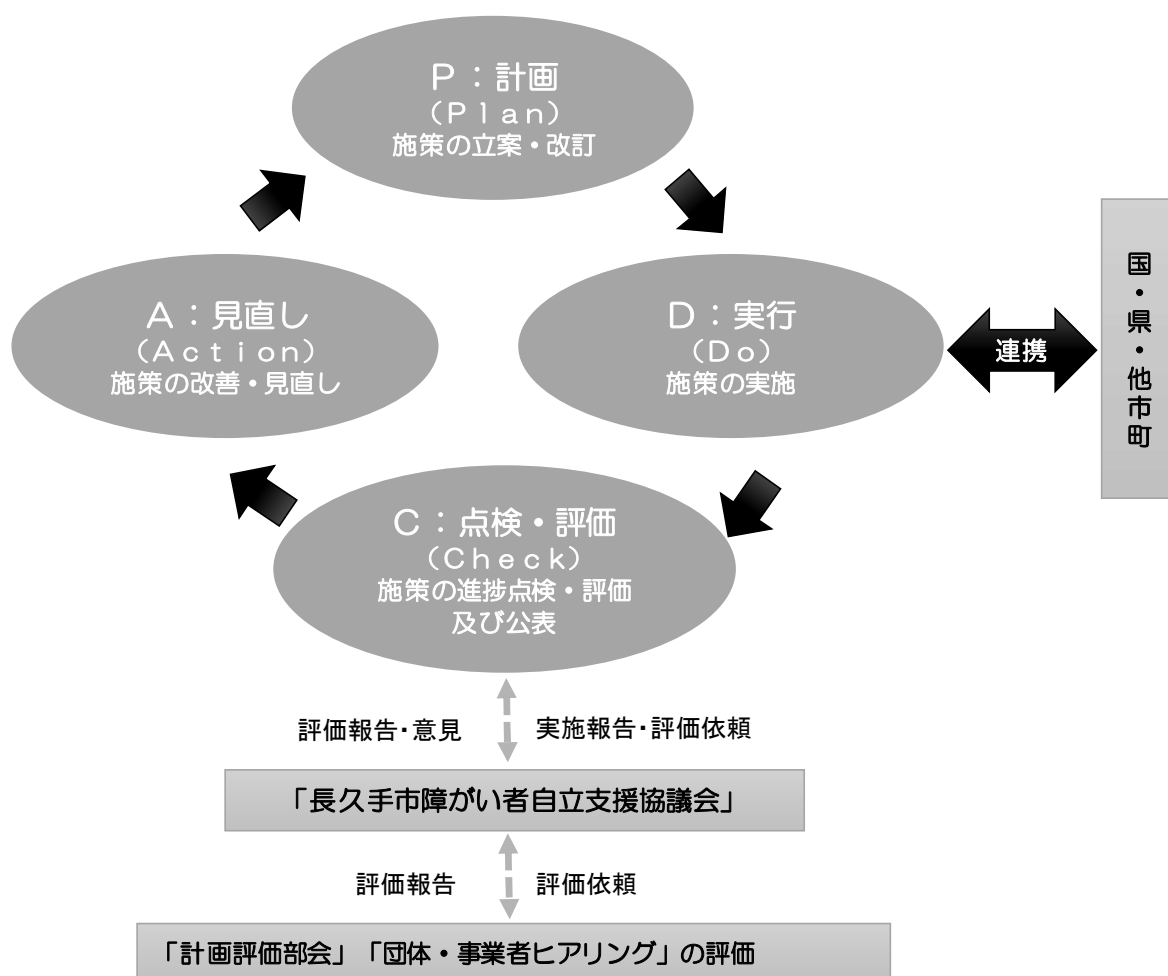 P：計画
（Plan）
施策の立案・改訂
A：見直し
（Action）
施策の改善・見直し
D：実行
（Do）
施策の実施
連携
国・県・他市町
C：点検・評価
（Check）
施策の進捗点検・評価
及び公表
評価報告・意見
実施報告・評価依頼
「長久手市障がい者自立支援協議会」
評価報告
評価依頼
「計画評価部会」「団体・事業者ヒアリング」の評価